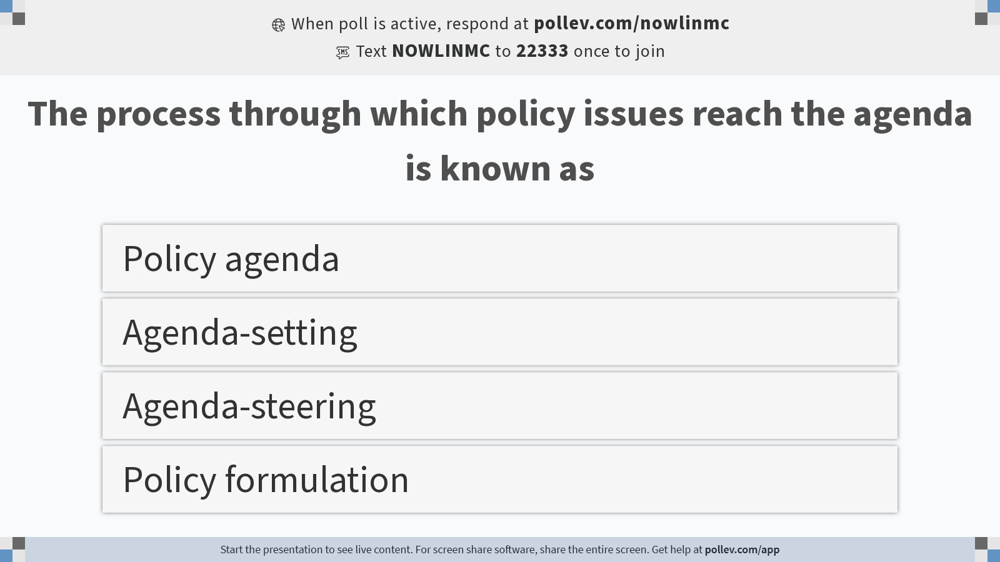 When poll is active, respond at pollev.com/nowlinmc
Text NOWLINMC to 22333 once to join
The process through which policy issues reach the agenda
is known as
Policy agenda
Agenda-setting
Agenda-steering
Policy formulation
Start the presentation to see live content. For screen share software, share the entire screen. Get help at pollev.com/app